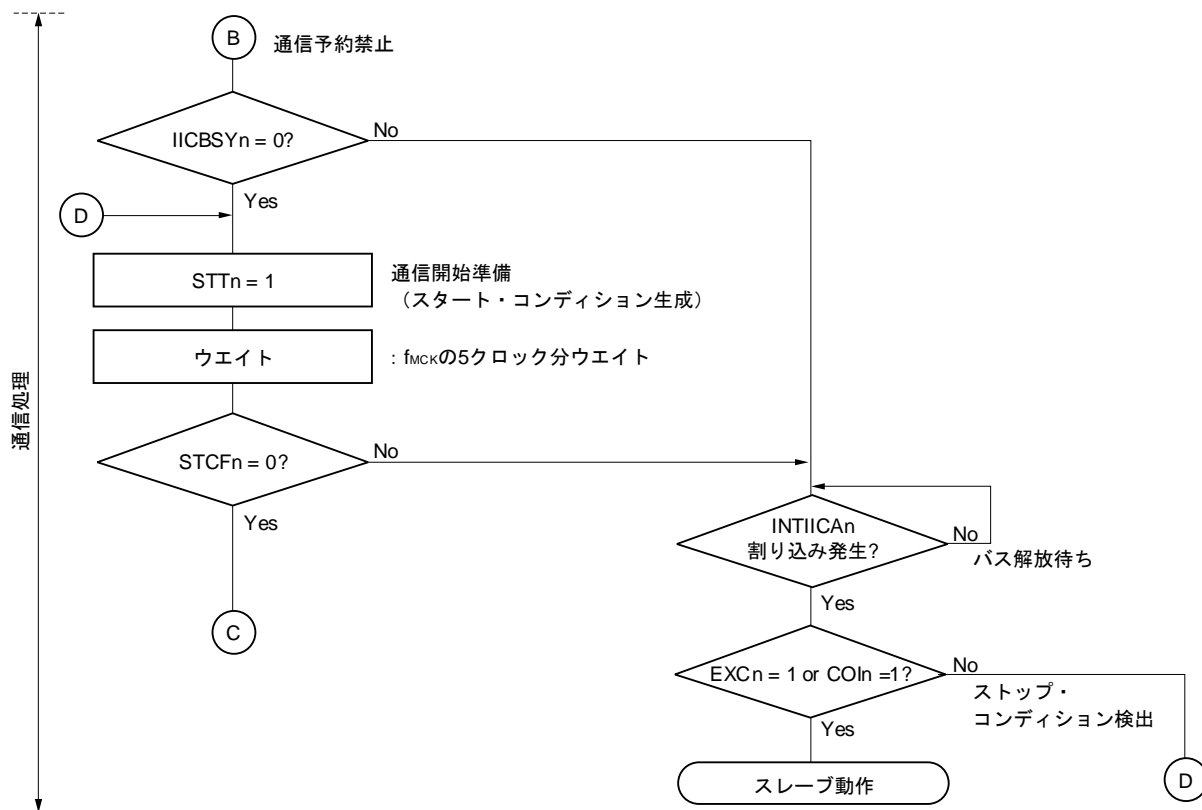 B
通信予約禁止
IICBSYn = 0?
No
Yes
D
STTn = 1
通信開始準備
（スタート・コンディション生成）
ウエイト
: fMCKの5クロック分ウエイト
通信処理
STCFn = 0?
No
Yes
INTIICAn
割り込み発生?
No
バス解放待ち
Yes
C
EXCn = 1 or COIn =1?
No
ストップ・
コンディション検出
Yes
スレーブ動作
D